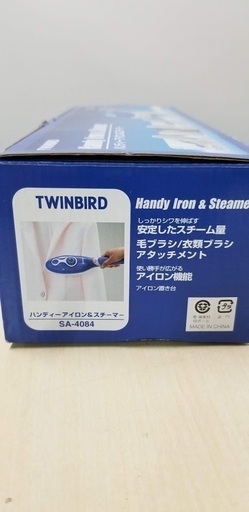 TWINBIRD
Handy Iron & Steame
しっかりシワを伸ばす
安定したスチーム量
毛ブラシ/衣類ブラシ
アタッチメント
使い勝手が広がる
アイロン機能
アイロン置き台
ハンディーアイロン&スチーマー
SA-4084
MADE IN CHINA